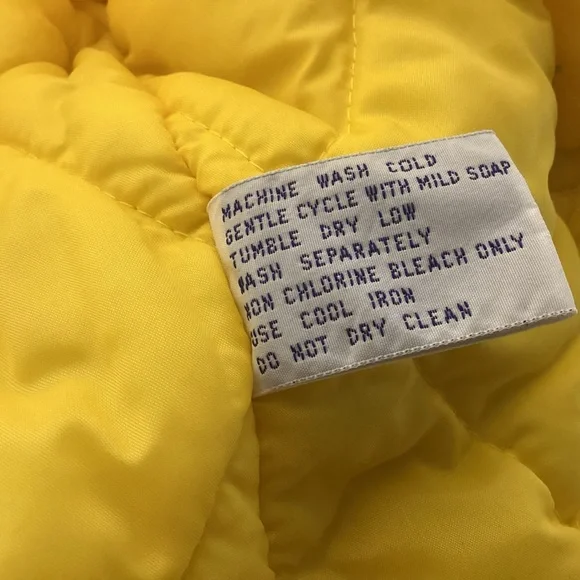 MACHINE WASH COLD
GENTLE CYCLE WITH MILD SOAP
TUMBLE DRY LOW
WASH SEPARATELY
NON CHLORINE BLEACH ONLY
USE COOL IRON
DO NOT DRY CLEAN